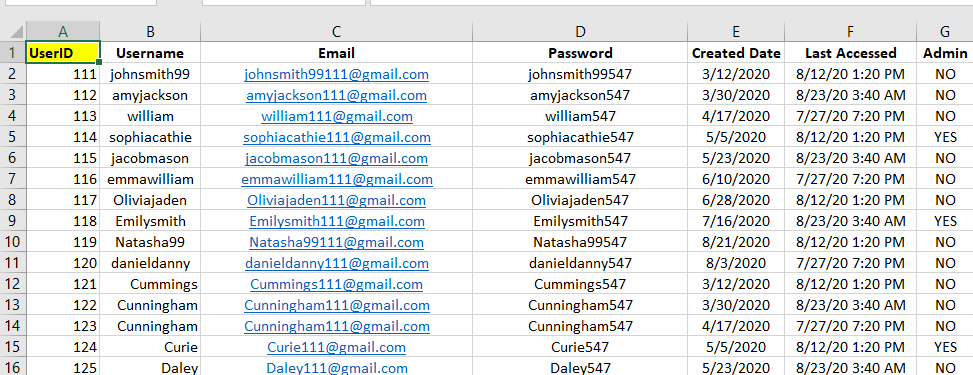 A B C D E F G
1 UserID Username Email Password Created Date Last Accessed Admin
2 111 johnsmith99 johnsmith99111@gmail.com johnsmith99547 3/12/2020 8/12/20 1:20 PM NO
3 112 amyjackson amyjackson111@gmail.com amyjackson547 3/30/2020 8/23/20 3:40 AM NO
4 113 william william111@gmail.com william547 4/17/2020 7/27/20 7:20 PM NO
5 114 sophiacathie sophiacathie111@gmail.com sophiacathie547 5/5/2020 8/12/20 1:20 PM YES
6 115 jacobmason jacobmason111@gmail.com jacobmason547 5/23/2020 8/23/20 3:40 AM NO
7 116 emmawilliam emmawilliam111@gmail.com emmawilliam547 6/10/2020 7/27/20 7:20 PM NO
8 117 Oliviajaden Oliviajaden111@gmail.com Oliviajaden547 6/28/2020 8/12/20 1:20 PM NO
9 118 Emilysmith Emilysmith111@gmail.com Emilysmith547 7/16/2020 8/23/20 3:40 AM YES
10 119 Natasha99 Natasha99111@gmail.com Natasha99547 8/21/2020 8/12/20 1:20 PM NO
11 120 danieldanny danieldanny111@gmail.com danieldanny547 8/3/2020 7/27/20 7:20 PM NO
12 121 Cummings Cummings111@gmail.com Cummings547 3/12/2020 8/12/20 1:20 PM NO
13 122 Cunningham Cunningham111@gmail.com Cunningham547 3/30/2020 8/23/20 3:40 AM NO
14 123 Cunningham Cunningham111@gmail.com Cunningham547 4/17/2020 7/27/20 7:20 PM NO
15 124 Curie Curie111@gmail.com Curie547 5/5/2020 8/12/20 1:20 PM YES
16 125 Daley Daley111@gmail.com Daley547 5/23/2020 8/23/20 3:40 AM NO